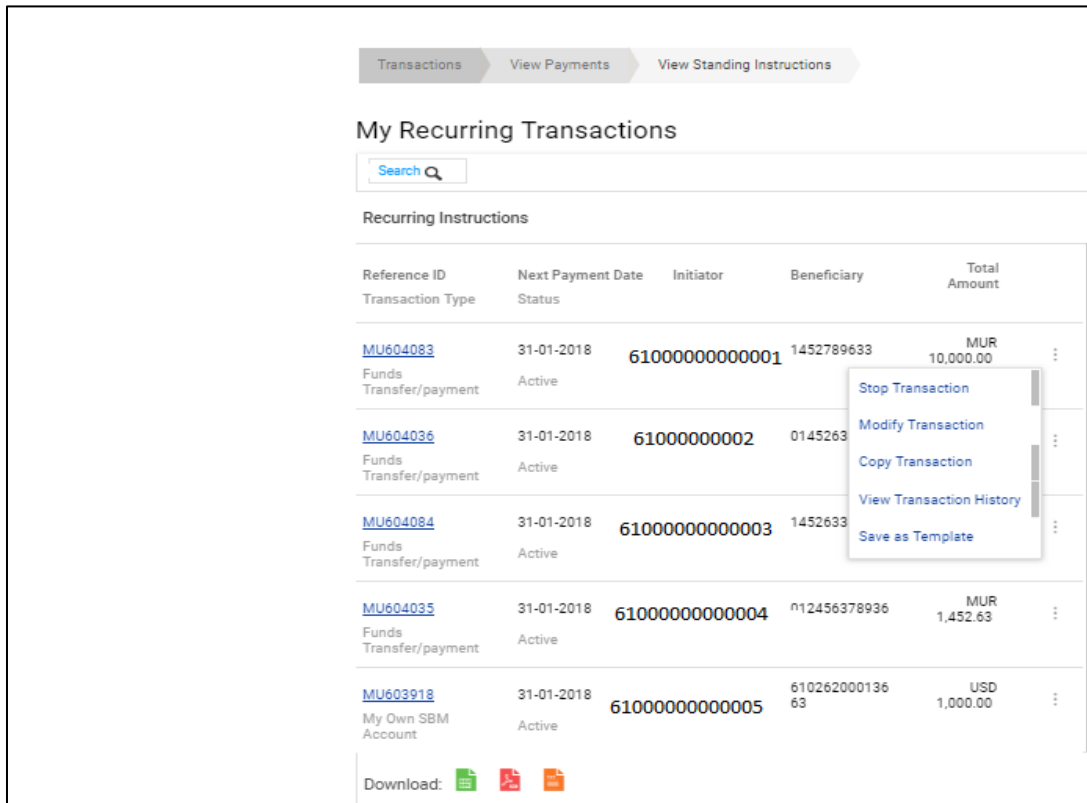 Transactions View Payments View Standing Instructions
My Recurring Transactions
Search
Recurring Instructions
Reference ID Next Payment Date Initiator Beneficiary Total
Amount
Transaction Type Status
MU604083 31-01-2018 61000000000001 1452789633 MUR
10,000.00
Funds
Transfer/payment
Active
Stop Transaction
Modify Transaction
Copy Transaction
View Transaction History
Save as Template
MU604036 31-01-2018 61000000002 0145263
Funds
Transfer/payment
Active
MU604084 31-01-2018 61000000000003 1452633
Funds
Transfer/payment
Active
MU604035 31-01-2018 61000000000004 012456378936 MUR
1,452.63
Funds
Transfer/payment
Active
MU603918 31-01-2018 61000000000005 610262000136
63
USD
1,000.00
My Own SBM
Account
Active
Download: